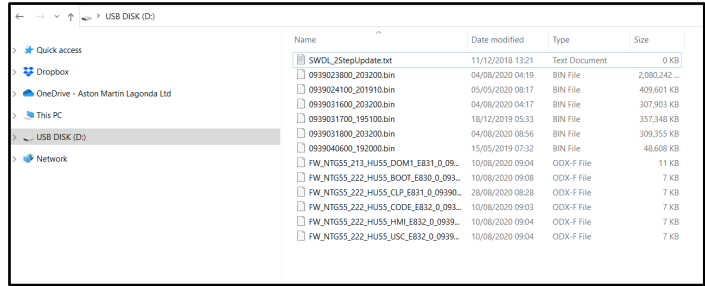 USB DISK (D:)
Name Date modified Type Size
Quick access
Dropbox
OneDrive - Aston Martin Lagonda Ltd
This PC
USB DISK (D:)
Network
SWDL_2StepUpdate.txt 11/12/2018 13:21 Text Document 0 KB
0939023800_203200.bin 04/08/2020 04:19 BIN File 2,080,242 ...
0939024100_201910.bin 05/05/2020 08:17 BIN File 409,601 KB
0939031600_203200.bin 04/08/2020 04:17 BIN File 307,903 KB
0939031700_195100.bin 18/12/2019 05:33 BIN File 357,348 KB
0939031800_203200.bin 04/08/2020 08:56 BIN File 309,355 KB
0939040600_192000.bin 15/05/2019 07:32 BIN File 48,608 KB
FW_NTG55_213_HU55_DOM1_E831_0_09... 10/08/2020 09:04 ODX-F File 11 KB
FW_NTG55_222_HU55_BOOT_E830_0_093... 10/08/2020 09:08 ODX-F File 7 KB
FW_NTG55_222_HU55_CLP_E831_0_09390... 28/08/2020 08:28 ODX-F File 7 KB
FW_NTG55_222_HU55_CODE_E832_0_093... 10/08/2020 09:03 ODX-F File 7 KB
FW_NTG55_222_HU55_HMI_E832_0_0939... 10/08/2020 09:04 ODX-F File 7 KB
FW_NTG55_222_HU55_USC_E832_0_0939... 10/08/2020 09:04 ODX-F File 7 KB